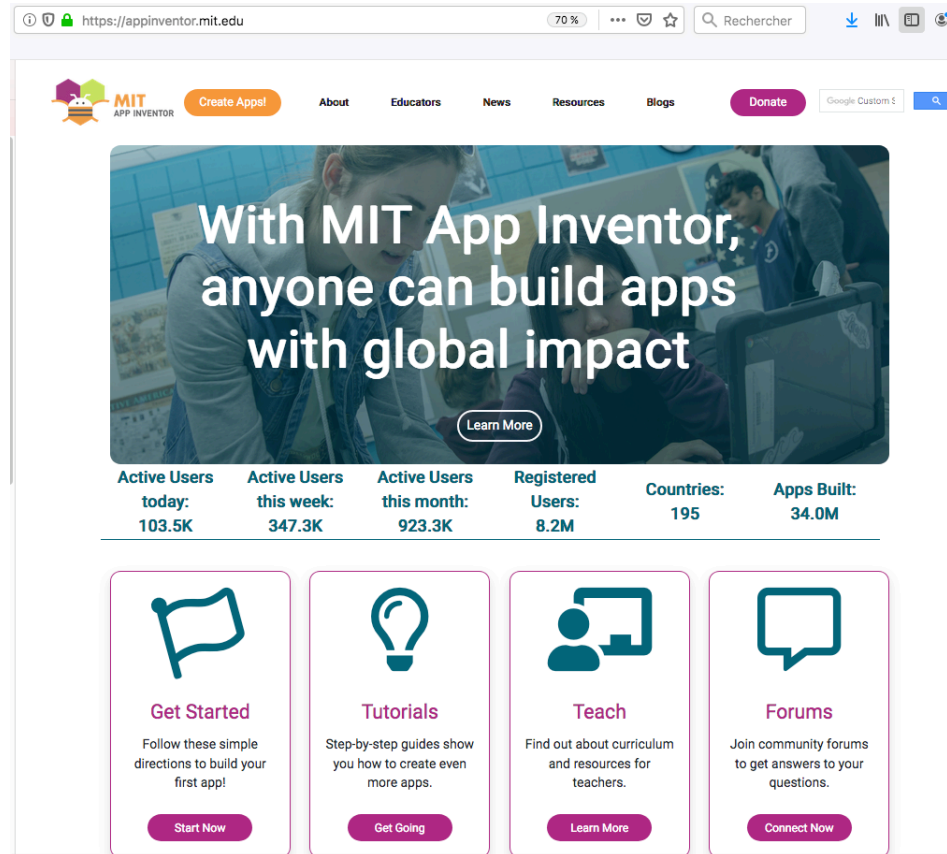 https://appinventor.mit.edu
70 %
Rechercher
MIT
APP INVENTOR
Create Apps!
About
Educators
News
Resources
Blogs
Donate
Google Custom S
With MIT App Inventor,
anyone can build apps
with global impact
Learn More
Active Users
today:
103.5K
Active Users
this week:
347.3K
Active Users
this month:
923.3K
Registered
Users:
8.2M
Countries:
195
Apps Built:
34.0M
Get Started
Follow these simple
directions to build your
first app!
Start Now
Tutorials
Step-by-step guides show
you how to create even
more apps.
Get Going
Teach
Find out about curriculum
and resources for
teachers.
Learn More
Forums
Join community forums
to get answers to your
questions.
Connect Now